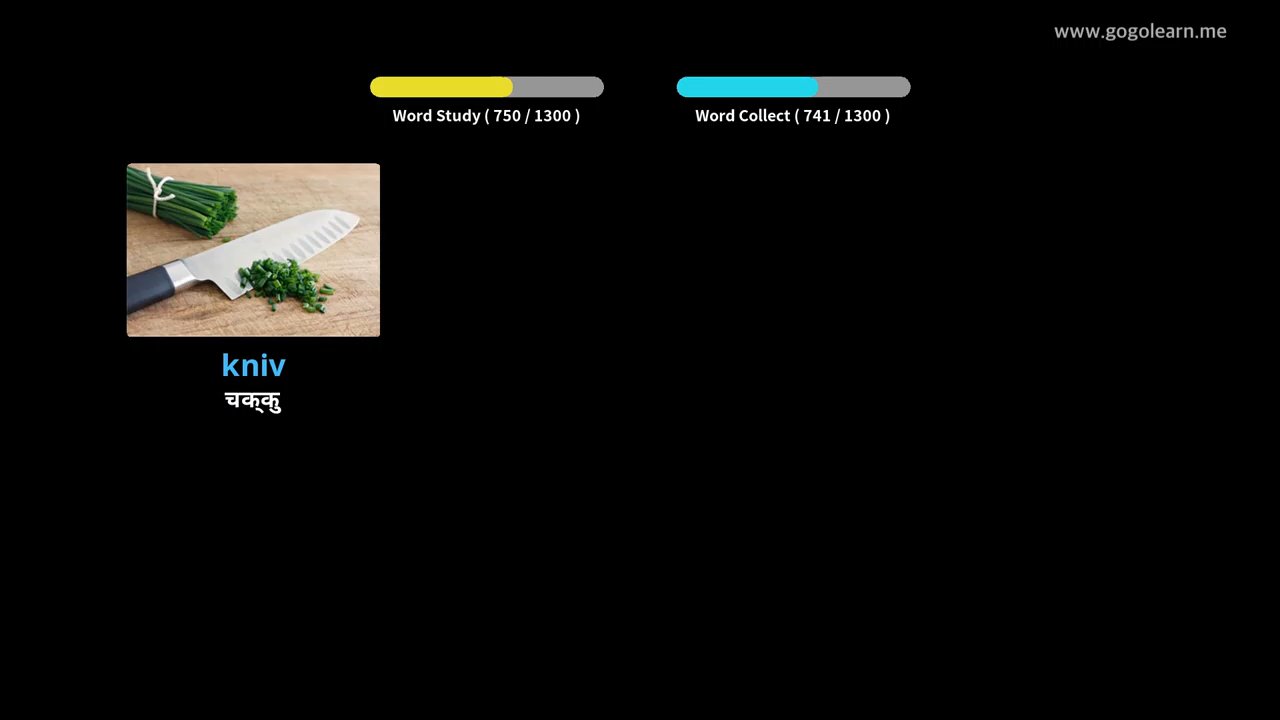 www.gogolearn.me
Word Study ( 750 / 1300 )
Word Collect ( 741 / 1300 )
kniv
चक्‍कु